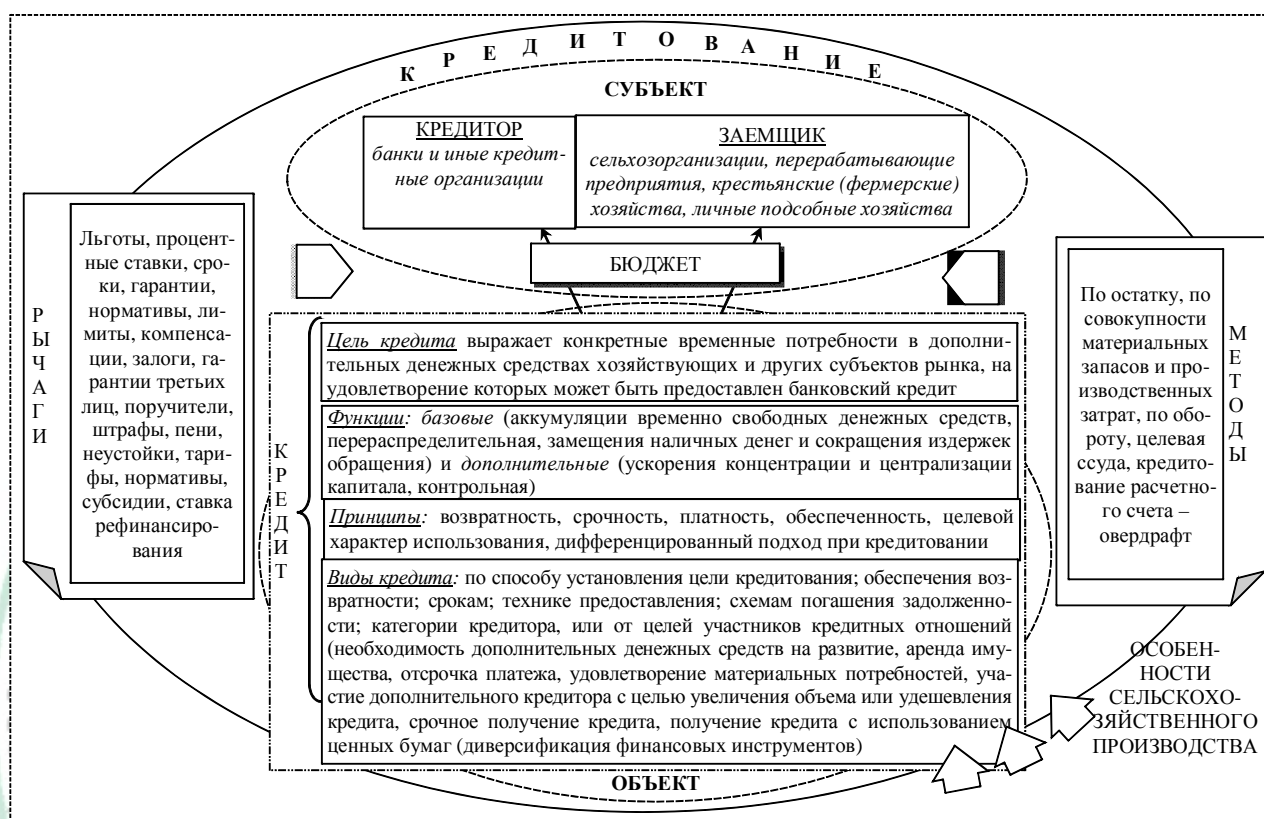 КРЕДИТОВАНИЕ
СУБЪЕКТ
КРЕДИТОР
банки и иные кредит-
ные организации
ЗАЕМЩИК
сельхозорганизации, перерабатывающие
предприятия, крестьянские (фермерские)
хозяйства, личные подсобные хозяйства
БЮДЖЕТ
РЫЧАГИ
Льготы, процент-
ные ставки, сро-
ки, гарантии,
нормативы, ли-
миты, компенса-
ции, залоги, га-
рантии третьих
лиц, поручители,
штрафы, пени,
неустойки, тари-
фы, нормативы,
субсидии, ставка
рефинансиро-
вания
КРЕДИТ
Цель кредита выражает конкретные временные потребности в дополни-
тельных денежных средствах хозяйствующих и других субъектов рынка, на
удовлетворение которых может быть предоставлен банковский кредит
Функции: базовые (аккумуляции временно свободных денежных средств,
перераспределительная, замещения наличных денег и сокращения издержек
обращения) и дополнительные (ускорения концентрации и централизации
капитала, контрольная)
Принципы: возвратность, срочность, платность, обеспеченность, целевой
характер использования, дифференцированный подход при кредитовании
Виды кредита: по способу установления цели кредитования; обеспечения воз-
вратности; срокам; технике предоставления; схемам погашения задолженно-
сти; категории кредитора, или от целей участников кредитных отношений
(необходимость дополнительных денежных средств на развитие, аренда иму-
щества, отсрочка платежа, удовлетворение материальных потребностей, уча-
стие дополнительного кредитора с целью увеличения объема или удешевления
кредита, срочное получение кредита, получение кредита с использованием
ценных бумаг (диверсификация финансовых инструментов)
ОБЪЕКТ
По остатку, по
совокупности
материальных
запасов и про-
изводственных
затрат, по обо-
роту, целевая
ссуда, кредито-
вание расчетно-
го счета –
овердрафт
МЕТОДЫ
ОСОБЕН-
НОСТИ
СЕЛЬСКОХО-
ЗЯЙСТВЕННОГО
ПРОИЗВОДСТВА